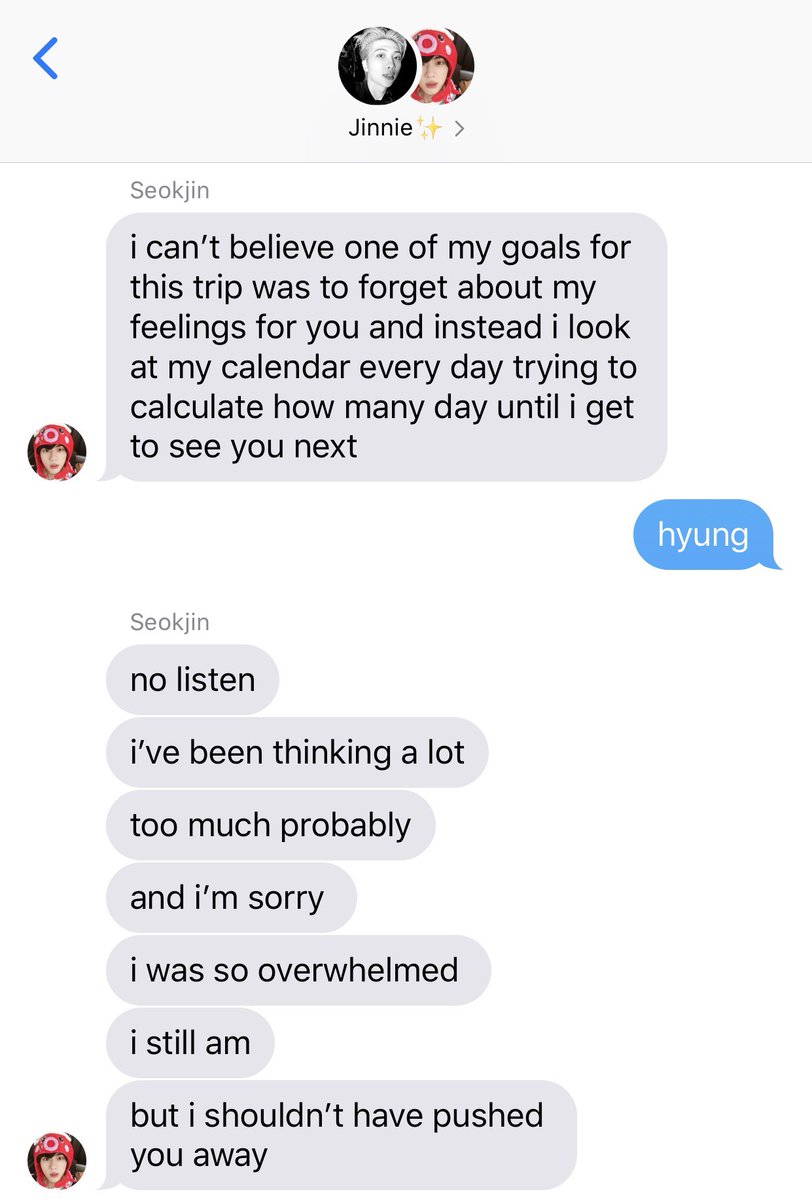 Jinnie✨
Seokjin
i can’t believe one of my goals for
this trip was to forget about my
feelings for you and instead i look
at my calendar every day trying to
calculate how many day until i get
to see you next
hyung
Seokjin
no listen
i’ve been thinking a lot
too much probably
and i’m sorry
i was so overwhelmed
i still am
but i shouldn’t have pushed
you away